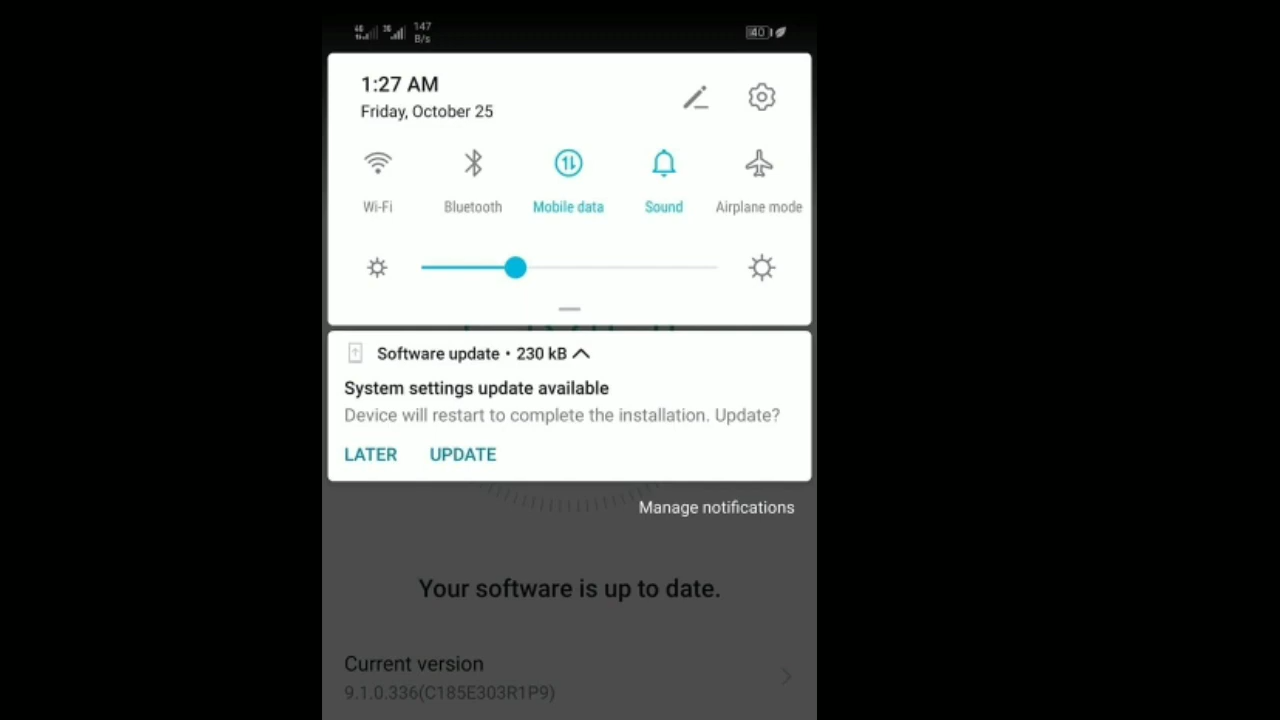 4G 3G 147 B/s 40
1:27 AM
Friday, October 25
Wi-Fi Bluetooth Mobile data Sound Airplane mode
Software update • 230 kB
System settings update available
Device will restart to complete the installation. Update?
LATER UPDATE
Manage notifications
Your software is up to date.
Current version
9.1.0.336(C185E303R1P9)